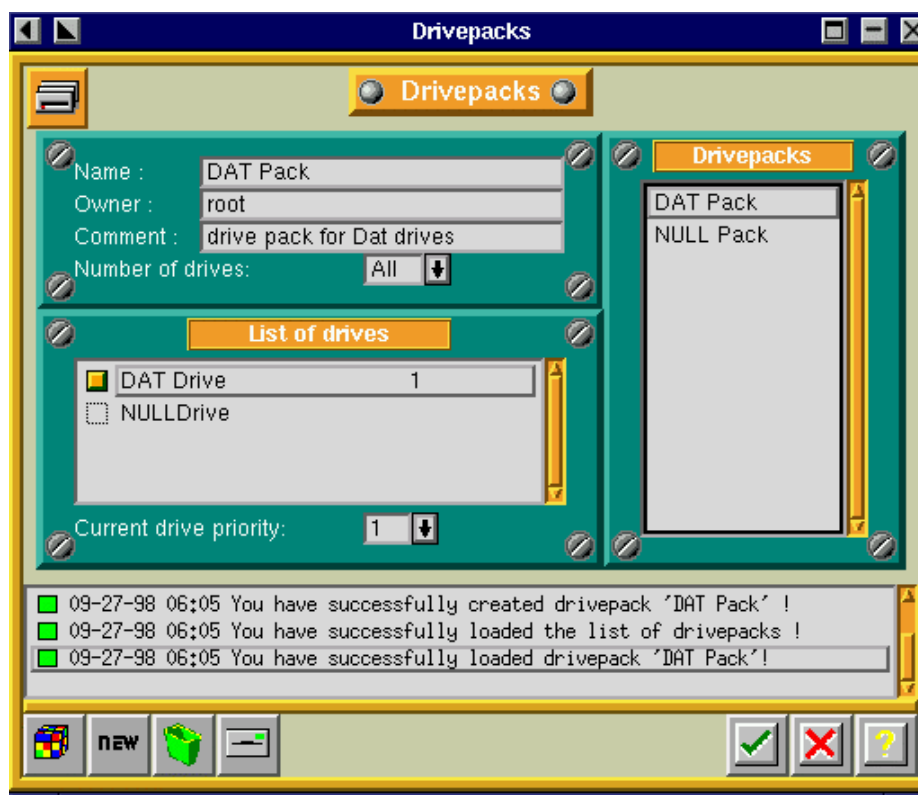 Drivepacks
Drivepacks
Name : DAT Pack
Owner : root
Comment : drive pack for Dat drives
Number of drives: All
List of drives
DAT Drive 1
NULLDrive
Current drive priority: 1
Drivepacks
DAT Pack
NULL Pack
09-27-98 06:05 You have successfully created drivepack 'DAT Pack' !
09-27-98 06:05 You have successfully loaded the list of drivepacks !
09-27-98 06:05 You have successfully loaded drivepack 'DAT Pack'!
new ?